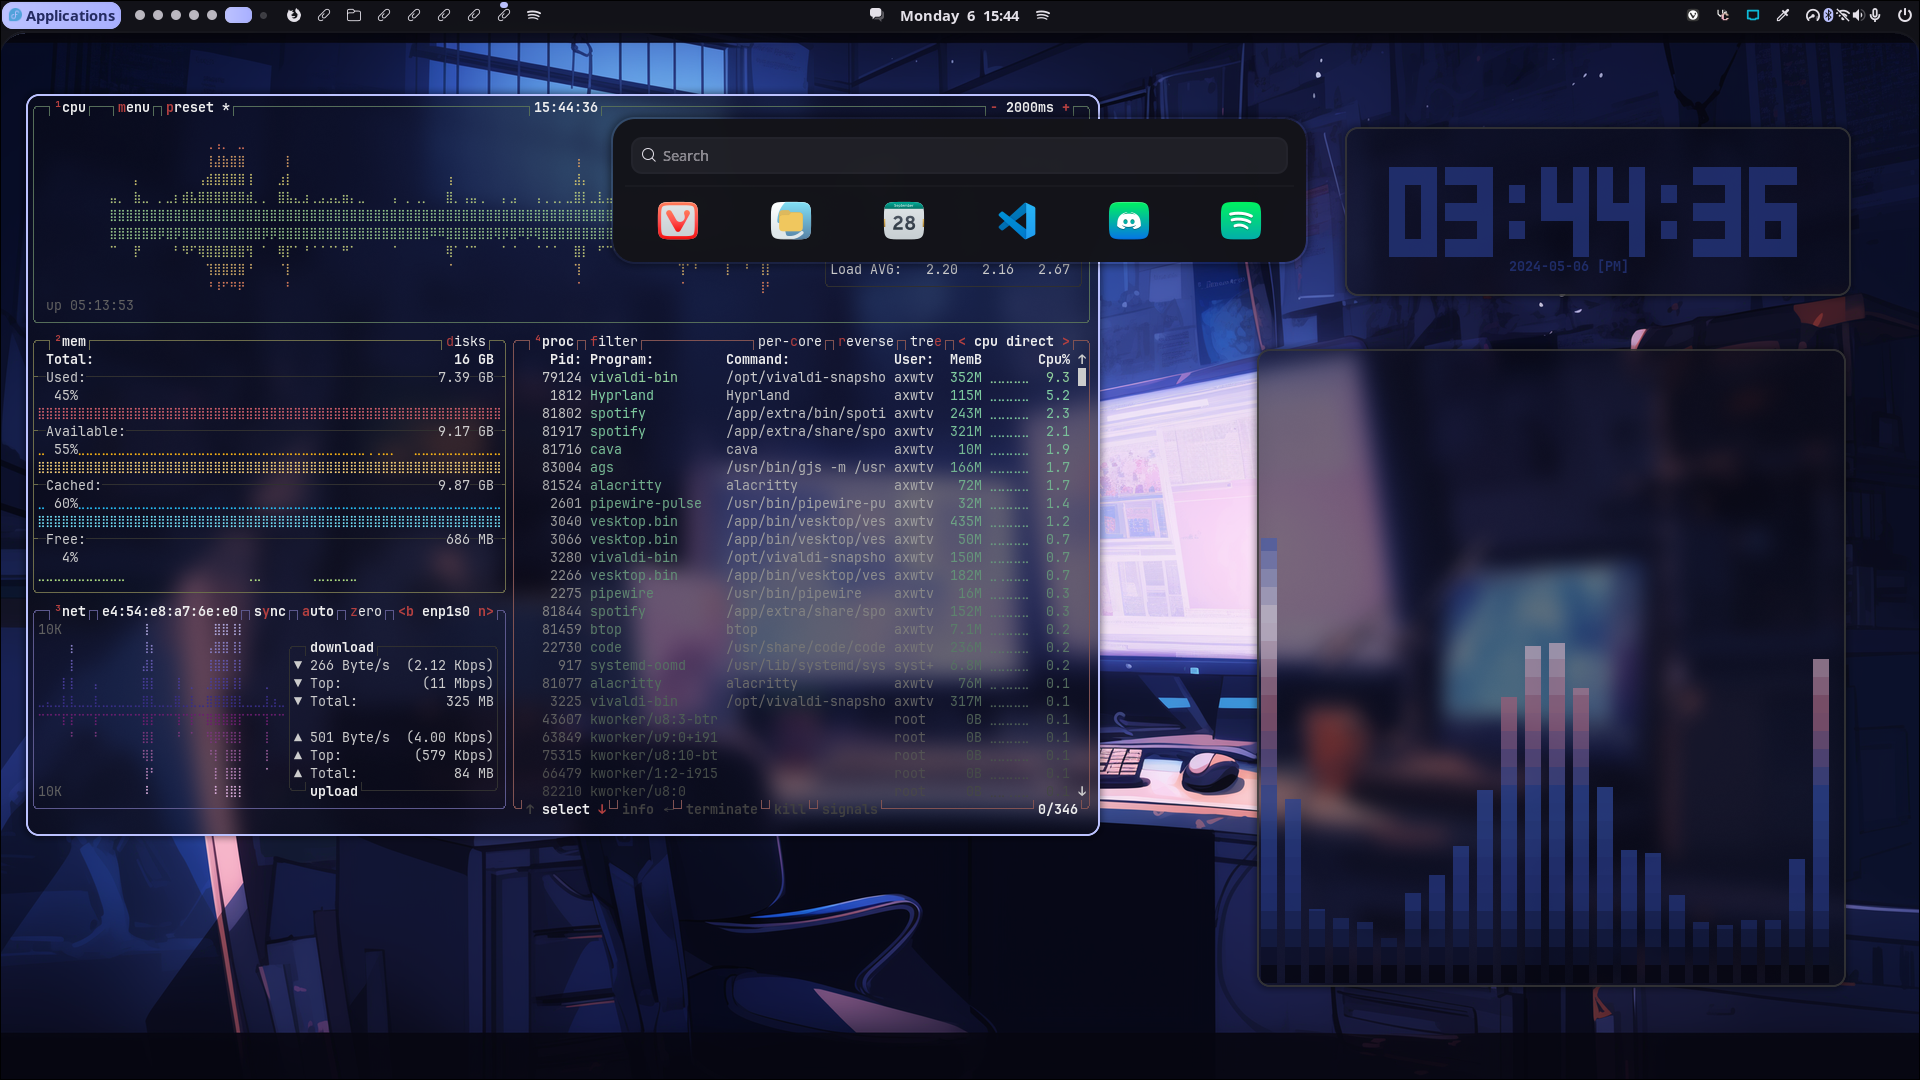 Applications
Monday 6 15:44
¹cpu menu preset * 15:44:36 - 2000ms +
Search
September
28
Load AVG: 2.20 2.16 2.67
up 05:13:53
03:44:36
2024-05-06 [PM]
²mem disks
Total: 16 GB
Used: 7.39 GB
45%
Available: 9.17 GB
55%
Cached: 9.87 GB
60%
Free: 686 MB
4%
³net e4:54:e8:a7:6e:e0 sync auto zero <b enp1s0 n>
10K
download
▼ 266 Byte/s (2.12 Kbps)
▼ Top: (11 Mbps)
▼ Total: 325 MB
▲ 501 Byte/s (4.00 Kbps)
▲ Top: (579 Kbps)
▲ Total: 84 MB
10K
upload
⁴proc filter per-core reverse tree < cpu direct >
Pid: Program: Command: User: MemB Cpu% ↑
79124 vivaldi-bin /opt/vivaldi-snapsho axwtv 352M 9.3
1812 Hyprland Hyprland axwtv 115M 5.2
81802 spotify /app/extra/bin/spoti axwtv 243M 2.3
81917 spotify /app/extra/share/spo axwtv 321M 2.1
81716 cava cava axwtv 10M 1.9
83004 ags /usr/bin/gjs -m /usr axwtv 166M 1.7
81524 alacritty alacritty axwtv 72M 1.7
2601 pipewire-pulse /usr/bin/pipewire-pu axwtv 32M 1.4
3040 vesktop.bin /app/bin/vesktop/ves axwtv 435M 1.2
3066 vesktop.bin /app/bin/vesktop/ves axwtv 50M 0.7
3280 vivaldi-bin /opt/vivaldi-snapsho axwtv 150M 0.7
2266 vesktop.bin /app/bin/vesktop/ves axwtv 182M 0.7
2275 pipewire /usr/bin/pipewire axwtv 16M 0.3
81844 spotify /app/extra/share/spo axwtv 152M 0.3
81459 btop btop axwtv 7.1M 0.2
22730 code /usr/share/code/code axwtv 236M 0.2
917 systemd-oomd /usr/lib/systemd/sys syst+ 6.8M 0.2
81077 alacritty alacritty axwtv 76M 0.1
3225 vivaldi-bin /opt/vivaldi-snapsho axwtv 317M 0.1
43607 kworker/u8:3-btr root 0B 0.1
63849 kworker/u9:0+i91 root 0B 0.1
75315 kworker/u8:10-bt root 0B 0.1
66479 kworker/1:2-i915 root 0B 0.1
82210 kworker/u8:0 root 0B ↓
↑ select ↓ info ← terminate kill signals 0/346